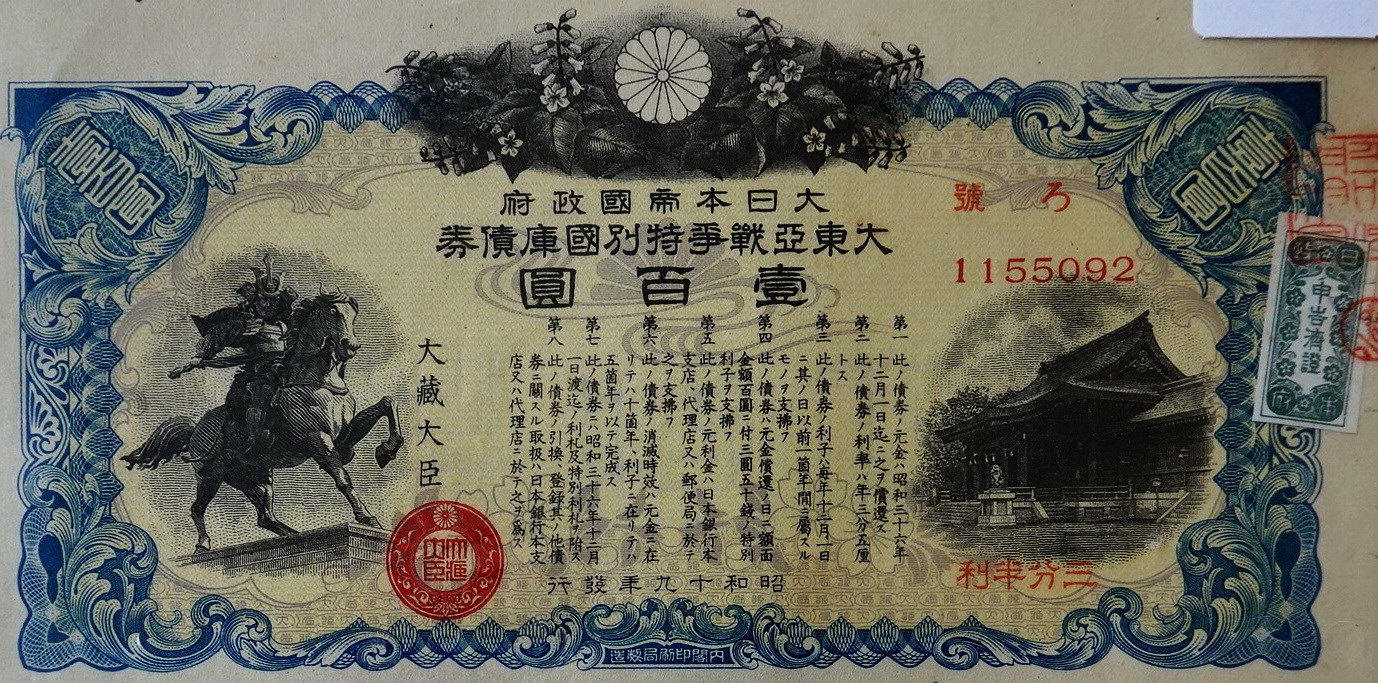 大日本帝國政府
大東亞戰爭特別國庫債券
壹百圓
壹百圓
壹百圓
ろ號
1155092
第一 此ノ債券ノ元金ハ昭和三十六年
十二月一日迄ニ之ヲ償還ス
第二 此ノ債券ノ利率ハ年三分五厘
トス
第三 此ノ債券ノ利子ハ毎年十二月一日
ニ其ノ日以前一箇年間ニ屬スル
モノヲ支拂フ
第四 此ノ債券ハ元金償還ノ日ニ額面
金額百圓ニ付三圓五十錢ノ特別
利子ヲ支拂フ
第五 此ノ債券ノ元利金ハ日本銀行本
支店、代理店又ハ郵便局ニ於テ
之ヲ支拂フ
第六 此ノ債券ノ消滅時效ハ元金ニ在
リテハ十箇年、利子ニ在リテハ
五箇年ヲ以テ完成ス
第七 此ノ債券ニハ昭和三十六年十二月
一日渡迄ノ利札及特別利札ヲ附ス
第八 此ノ債券ノ引換、登録其ノ他債
券ニ關スル取扱ハ日本銀行本支
店又ハ代理店ニ於テ之ヲ爲ス
大藏大臣
大藏大臣
三分半利
昭和十九年發行
內閣印刷局製造
申告濟證